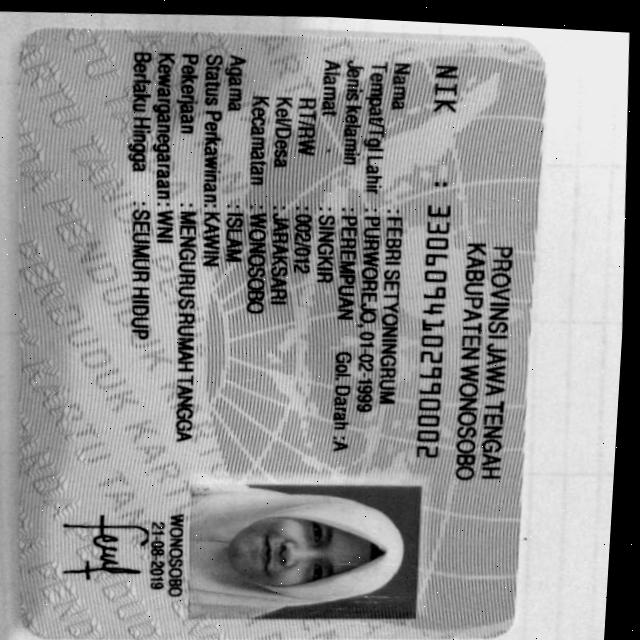 PROVINSI JAWA TENGAH
KABUPATEN WONOSOBO
NIK : 3306094102990002
Nama : FEBRI SETYONINGRUM
Tempat/Tgl Lahir : PURWOREJO, 01-02-1999
Jenis kelamin : PEREMPUAN Gol. Darah : A
Alamat : SINGKIR
RT/RW : 002/012
Kel/Desa : JARAKSARI
Kecamatan : WONOSOBO
Agama : ISLAM
Status Perkawinan: KAWIN
Pekerjaan : MENGURUS RUMAH TANGGA
Kewarganegaraan: WNI
Berlaku Hingga : SEUMUR HIDUP
WONOSOBO
21-08-2019